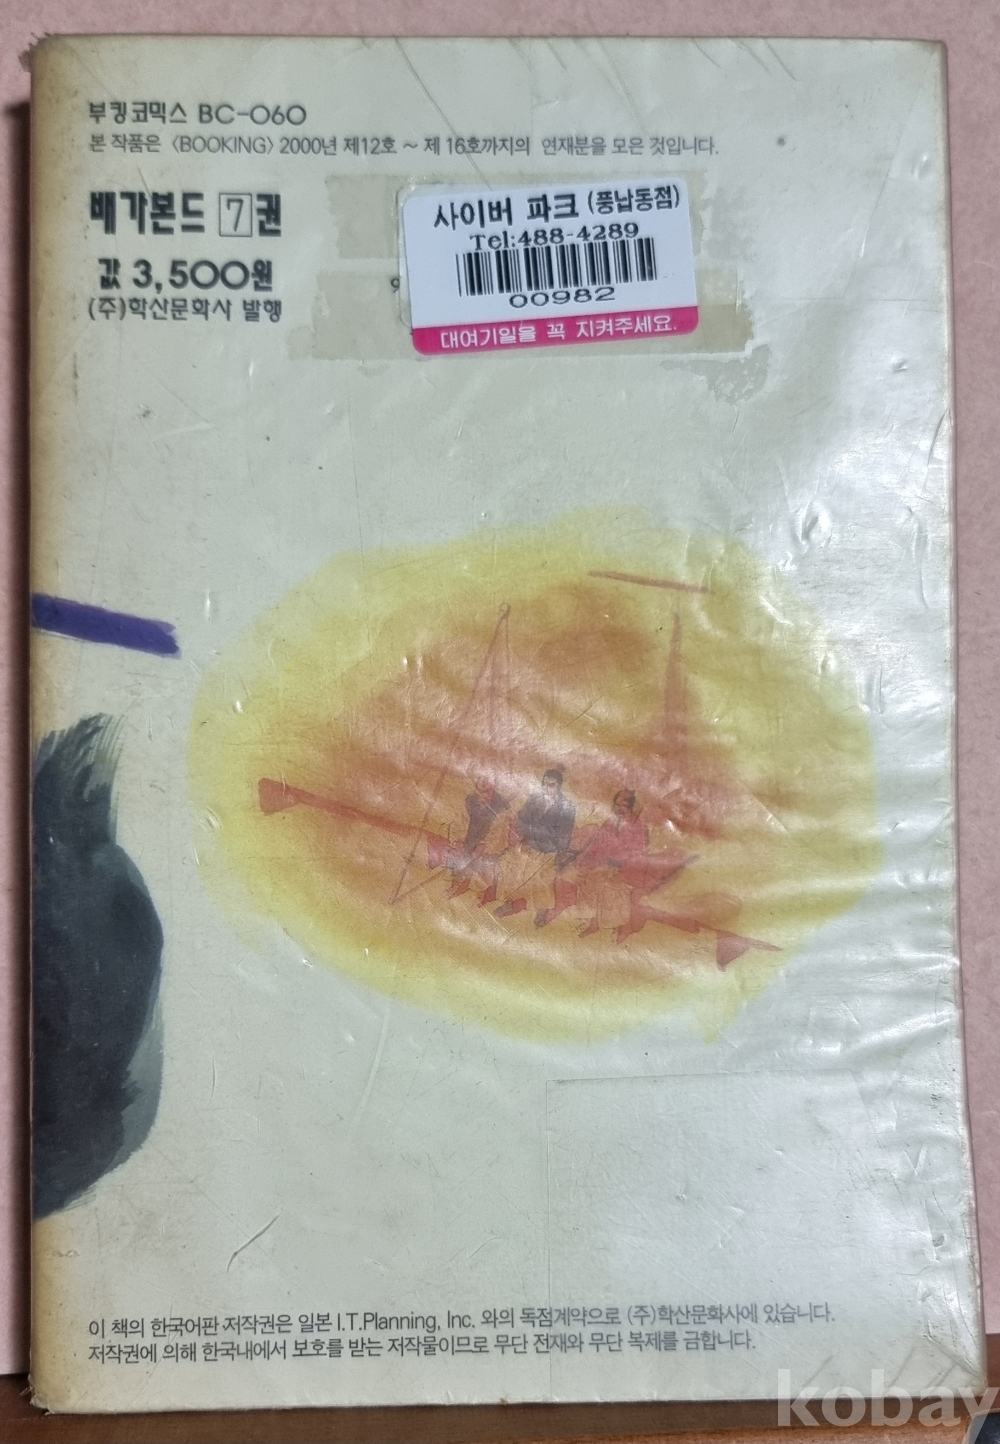 부킹코믹스 BC-060
본 작품은 〈BOOKING〉 2000년 제12호 ~ 제 16호까지의 연재분을 모은 것입니다.
배가본드 7권
값 3,500원
(주)학산문화사 발행
사이버 파크 (풍납동점)
Tel:488-4289
00982
대여기일을 꼭 지켜주세요.
이 책의 한국어판 저작권은 일본 I.T.Planning, Inc. 와의 독점계약으로 (주)학산문화사에 있습니다.
저작권에 의해 한국내에서 보호를 받는 저작물이므로 무단 전재와 무단 복제를 금합니다.
kobay